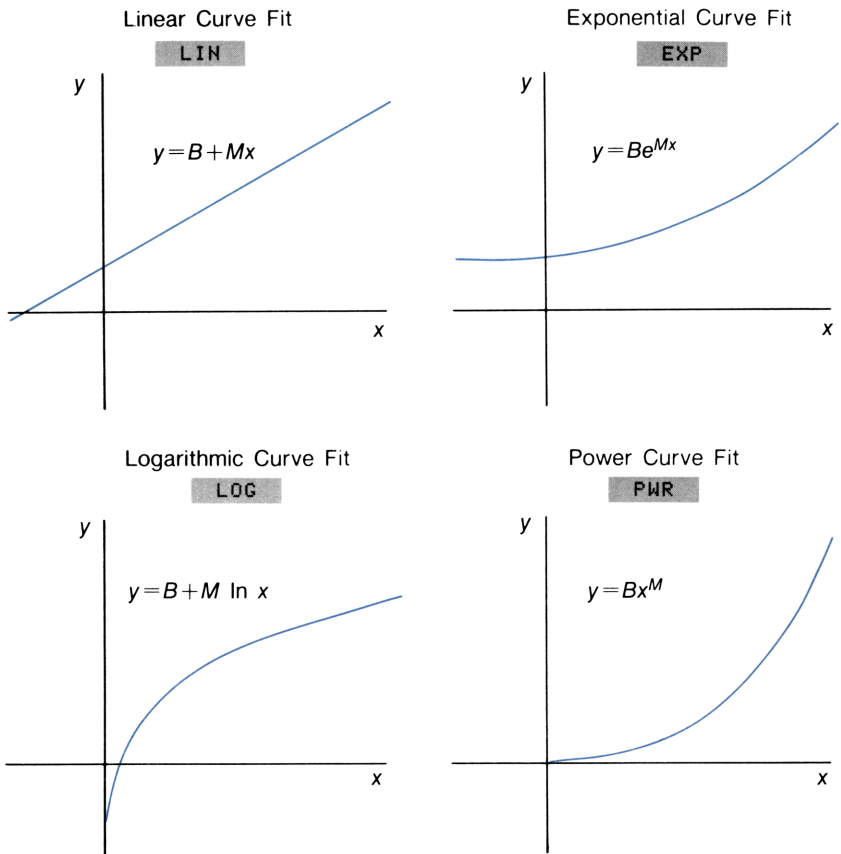 Linear Curve Fit
LIN
y
y=B+Mx
x
Exponential Curve Fit
EXP
y
y=Be^{Mx}
x
Logarithmic Curve Fit
LOG
y
y=B+M ln x
x
Power Curve Fit
PWR
y
y=Bx^M
x